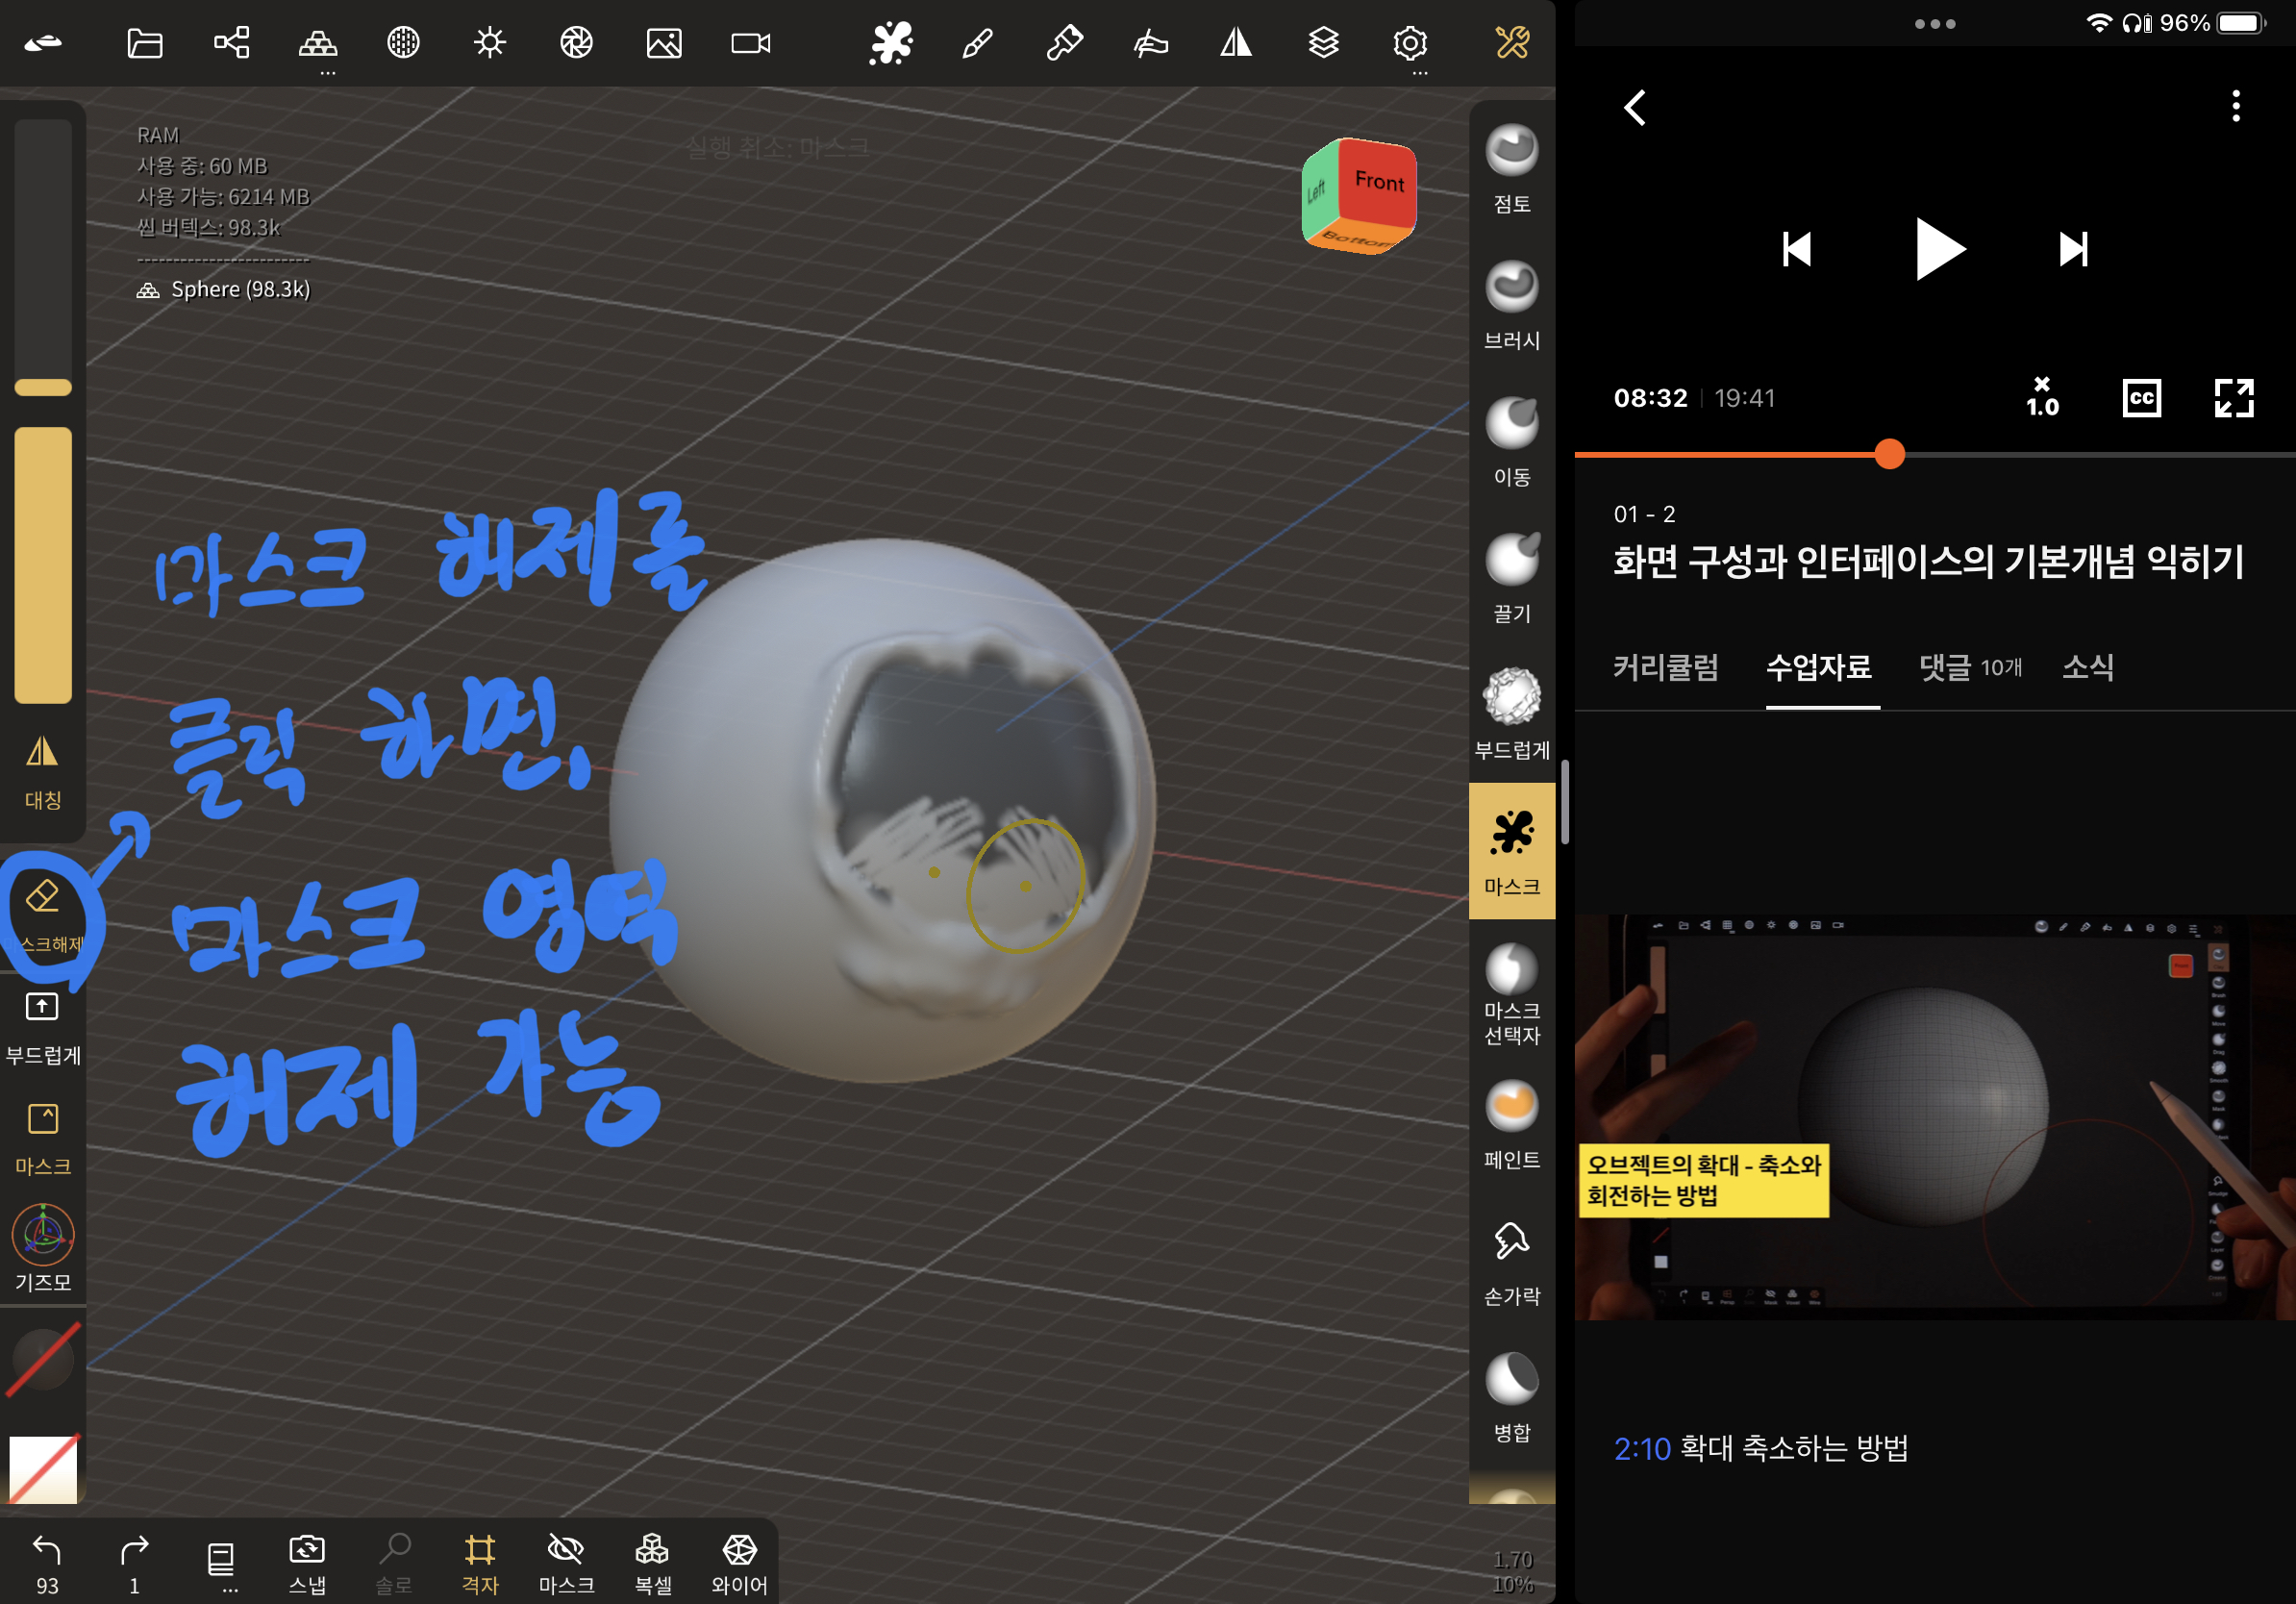 RAM
사용 중: 60 MB
사용 가능: 6214 MB
씬 버텍스: 98.3k
------------------------
Sphere (98.3k)
실행 취소: 마스크
Left
Front
Bottom
마스크 해제를
클릭 하면,
마스크 영역
해제 가능
대칭
마스크해제
부드럽게
마스크
기즈모
점토
브러시
이동
끌기
부드럽게
마스크
마스크
선택자
페인트
손가락
병합
93
1
...
스냅
솔로
격자
마스크
복셀
와이어
1.70
10%
96%
08:32 | 19:41
×
1.0
CC
01 - 2
화면 구성과 인터페이스의 기본개념 익히기
커리큘럼 수업자료 댓글 10개 소식
오브젝트의 확대 - 축소와
회전하는 방법
2:10 확대 축소하는 방법